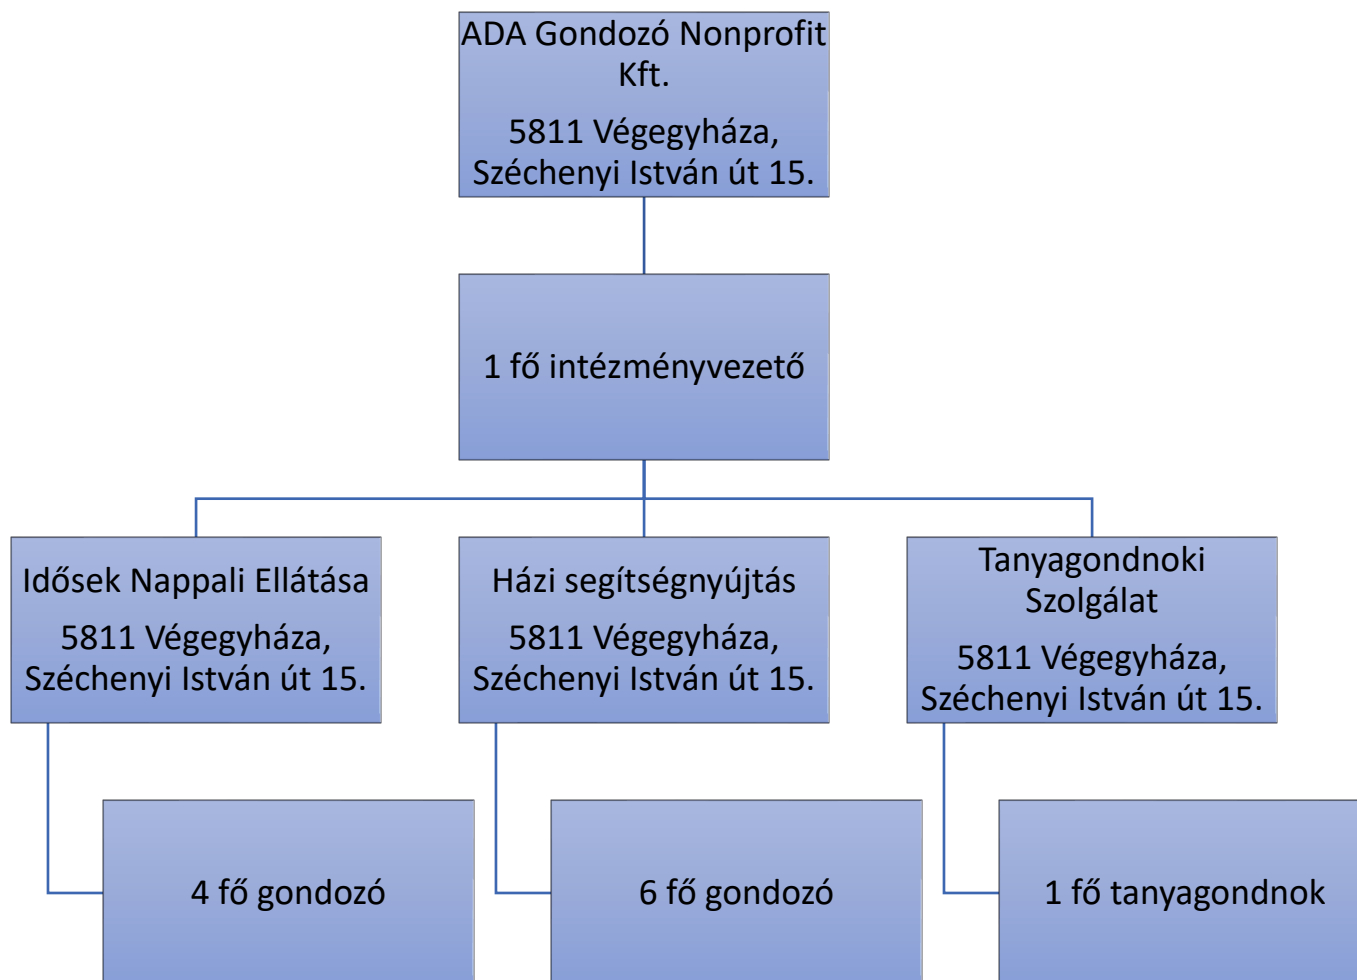 ADA Gondozó Nonprofit
Kft.
5811 Végegyháza,
Széchenyi István út 15.
1 fő intézményvezető
Idősek Nappali Ellátása
5811 Végegyháza,
Széchenyi István út 15.
Házi segítségnyújtás
5811 Végegyháza,
Széchenyi István út 15.
Tanyagondnoki
Szolgálat
5811 Végegyháza,
Széchenyi István út 15.
4 fő gondozó
6 fő gondozó
1 fő tanyagondnok